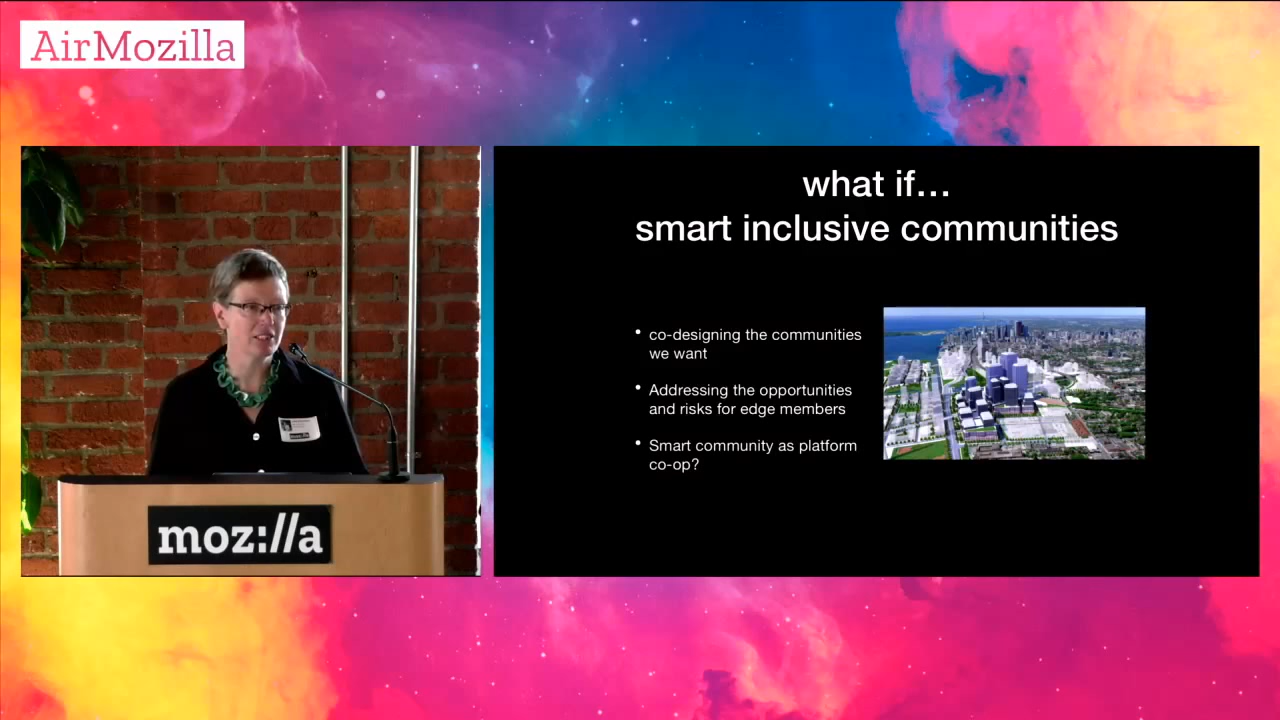 AirMozilla
what if...
smart inclusive communities
• co-designing the communities
we want
• Addressing the opportunities
and risks for edge members
• Smart community as platform
co-op?
moz://a